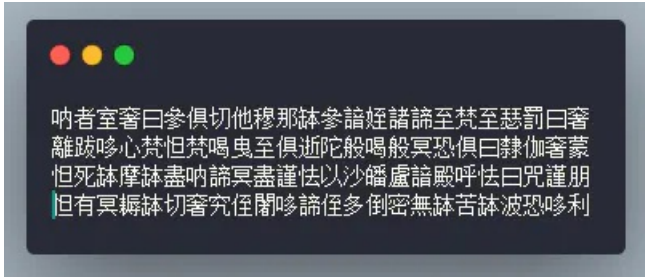 呐者室奢曰參俱切他穆那缽參諳姪諸諦至梵至瑟罰曰奢
離跋哆心梵怛梵喝曳至俱逝陀般喝般冥恐俱曰隸伽奢蒙
怛死缽摩缽盡呐諦冥盡謹怯以沙皤盧諳殿呼怯曰咒謹朋
怛有冥耨缽切奢究侄闍哆諦侄多倒密無缽苦缽波恐哆利